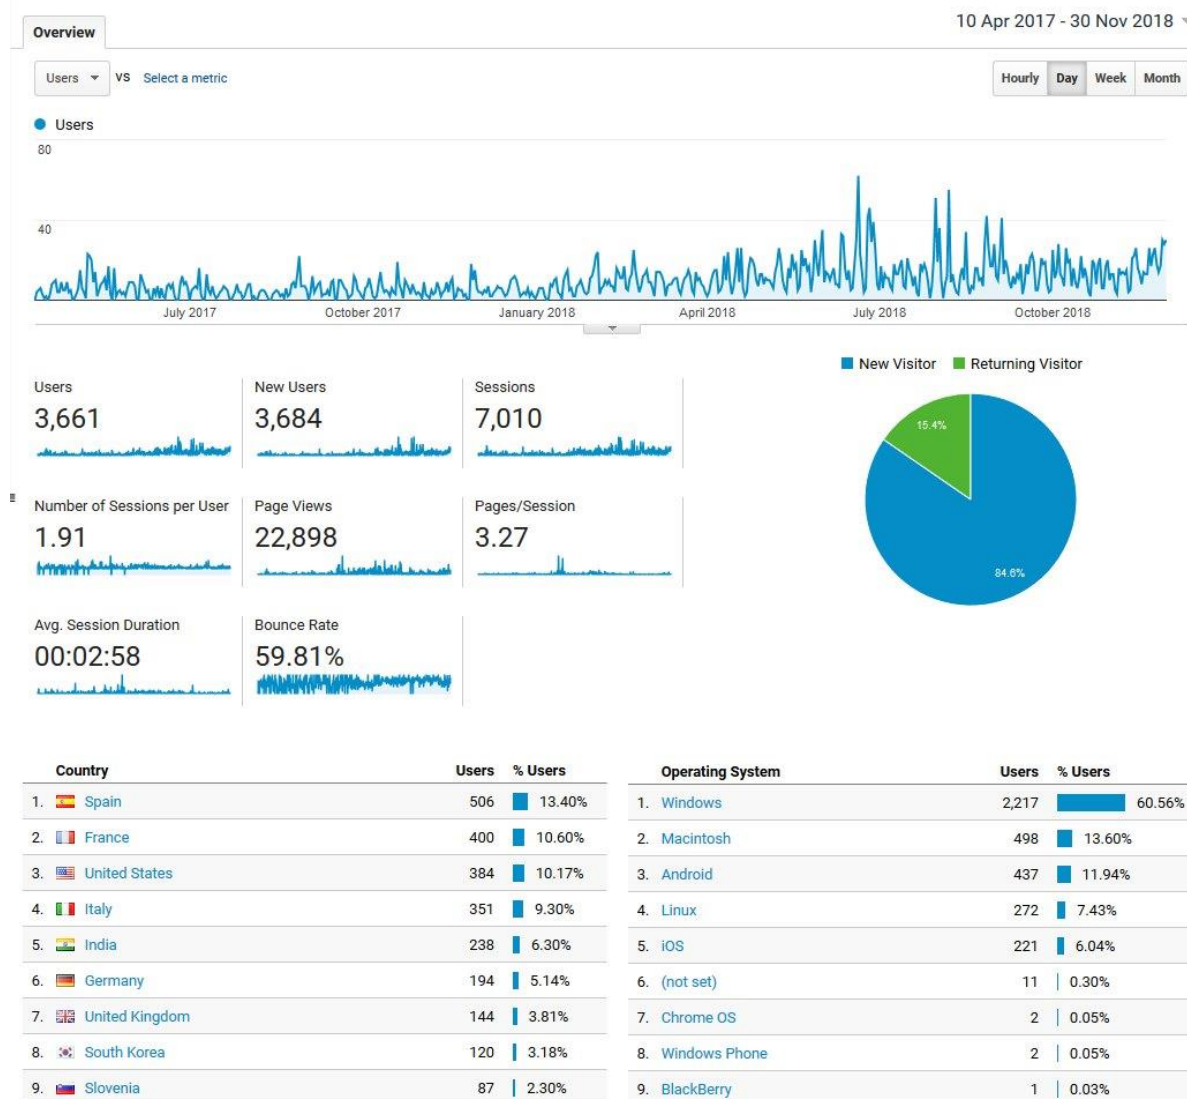 10 Apr 2017 - 30 Nov 2018
Overview
Users vs Select a metric
Hourly Day Week Month
Users
80
40
July 2017 October 2017 January 2018 April 2018 July 2018 October 2018
New Visitor Returning Visitor
15.4%
84.6%
Users
3,661
New Users
3,684
Sessions
7,010
Number of Sessions per User
1.91
Page Views
22,898
Pages/Session
3.27
Avg. Session Duration
00:02:58
Bounce Rate
59.81%
Country Users % Users
1. Spain 506 13.40%
2. France 400 10.60%
3. United States 384 10.17%
4. Italy 351 9.30%
5. India 238 6.30%
6. Germany 194 5.14%
7. United Kingdom 144 3.81%
8. South Korea 120 3.18%
9. Slovenia 87 2.30%
Operating System Users % Users
1. Windows 2,217 60.56%
2. Macintosh 498 13.60%
3. Android 437 11.94%
4. Linux 272 7.43%
5. iOS 221 6.04%
6. (not set) 11 0.30%
7. Chrome OS 2 0.05%
8. Windows Phone 2 0.05%
9. BlackBerry 1 0.03%